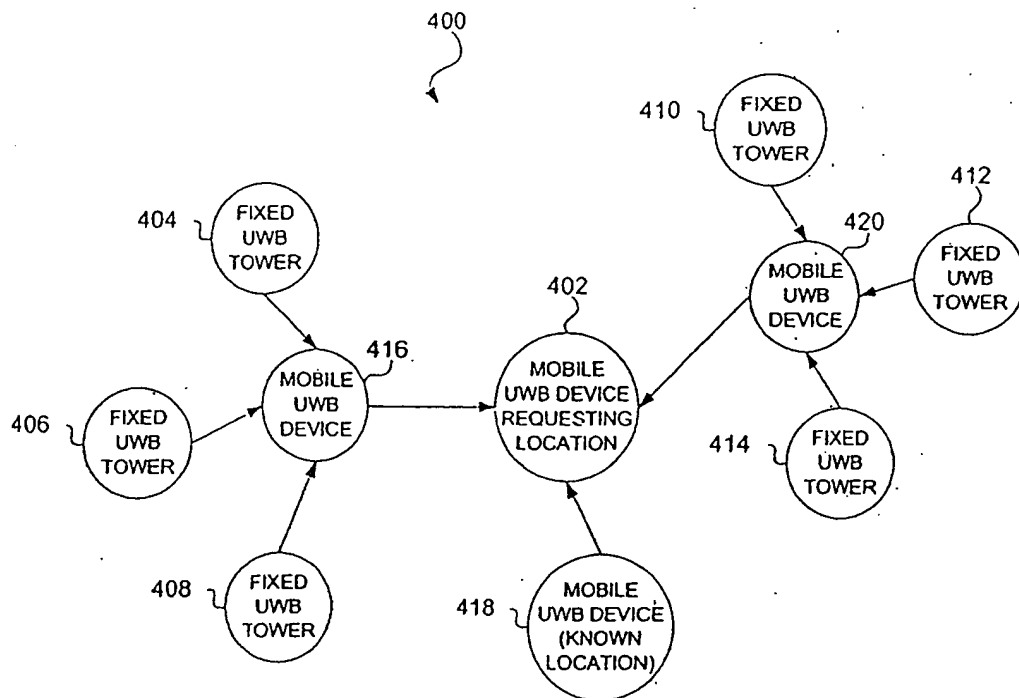 400
410
FIXED
UWB
TOWER
412
FIXED
UWB
TOWER
404
FIXED
UWB
TOWER
420
MOBILE
UWB
DEVICE
402
MOBILE
UWB DEVICE
REQUESTING
LOCATION
416
MOBILE
UWB
DEVICE
406
FIXED
UWB
TOWER
414
FIXED
UWB
TOWER
408
FIXED
UWB
TOWER
418
MOBILE
UWB DEVICE
(KNOWN
LOCATION)